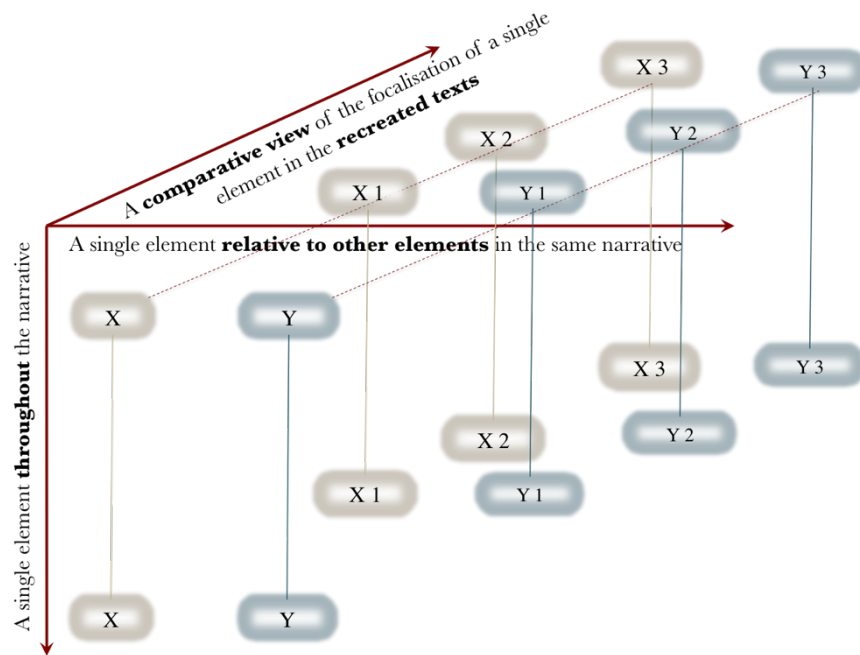 A comparative view of the focalisation of a single
element in the recreated texts
X 3
Y 3
X 2
Y 2
X 1
Y 1
A single element relative to other elements in the same narrative
A single element throughout the narrative
X
Y
X 3
Y 3
X 2
Y 2
X 1
Y 1
X
Y